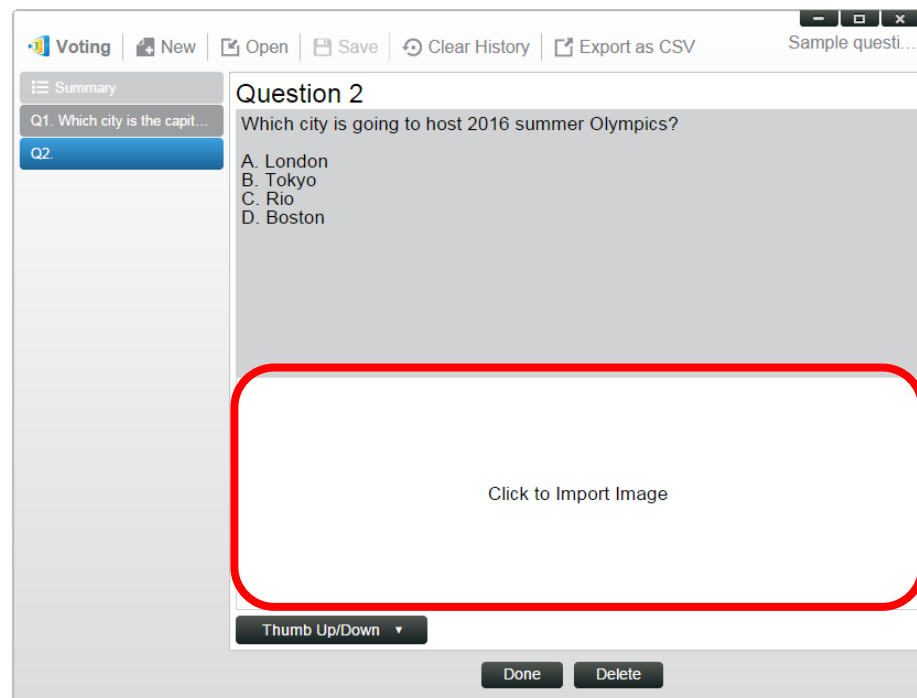 Voting New Open Save Clear History Export as CSV Sample questi...
Summary
Q1. Which city is the capit...
Q2.
Question 2
Which city is going to host 2016 summer Olympics?
A. London
B. Tokyo
C. Rio
D. Boston
Click to Import Image
Thumb Up/Down
Done Delete